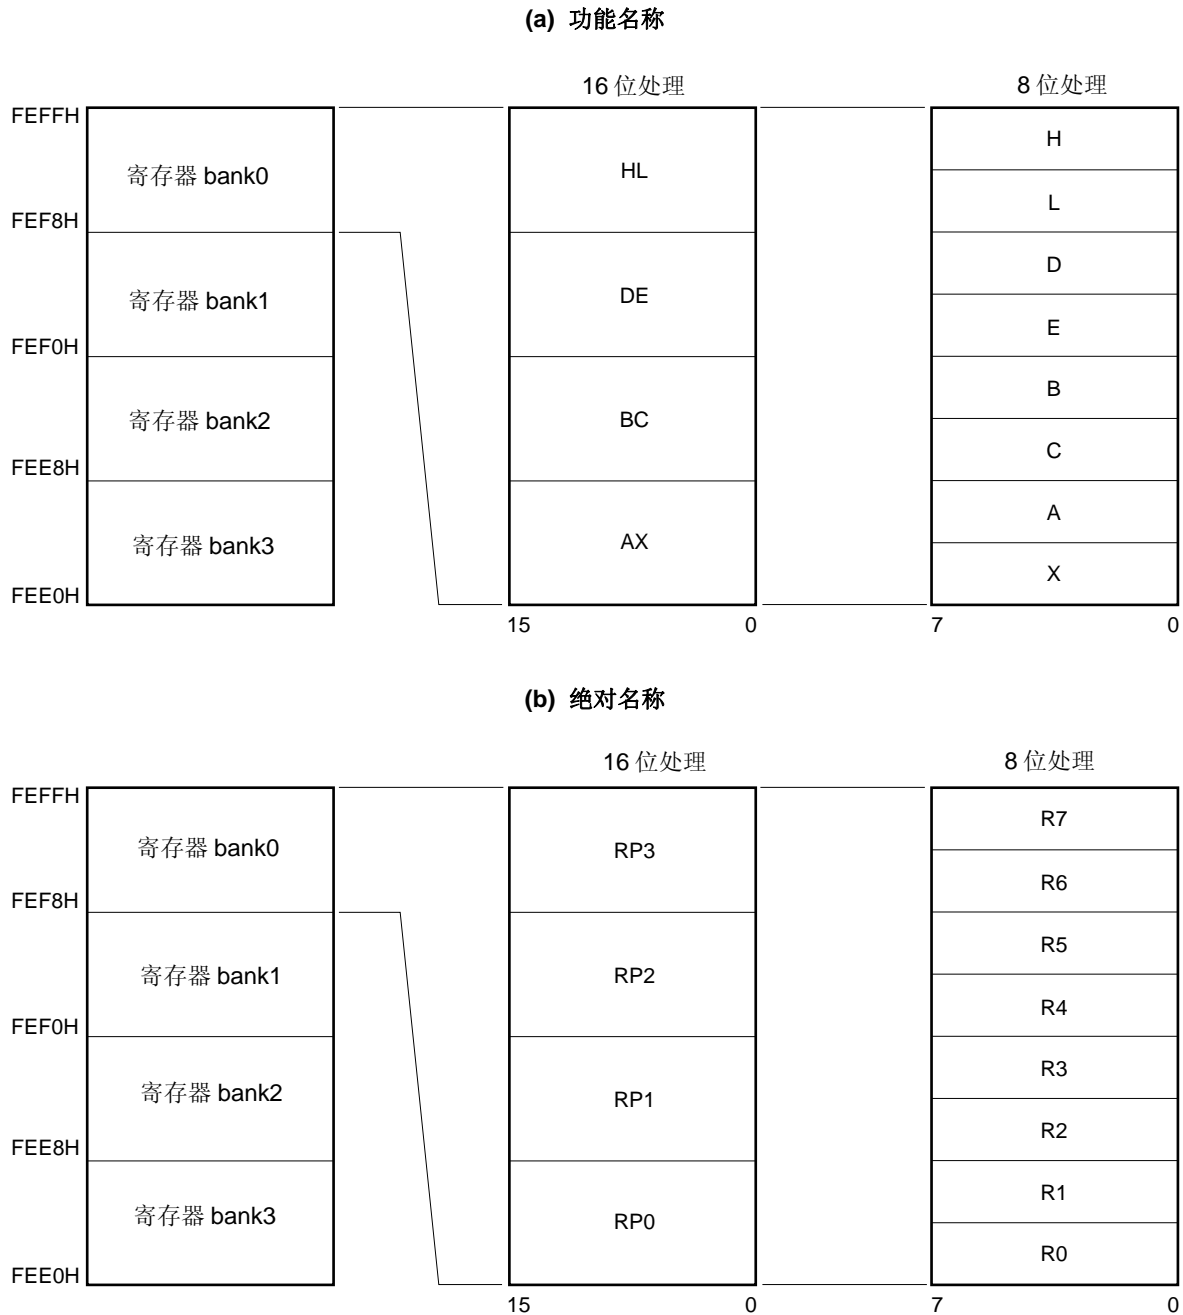 (a) 功能名称
16 位处理
8 位处理
FEFFH
寄存器 bank0
HL
H
L
FEF8H
寄存器 bank1
DE
D
E
FEF0H
寄存器 bank2
BC
B
C
FEE8H
寄存器 bank3
AX
A
X
FEE0H
15 0 7 0
(b) 绝对名称
16 位处理
8 位处理
FEFFH
寄存器 bank0
RP3
R7
R6
FEF8H
寄存器 bank1
RP2
R5
R4
FEF0H
寄存器 bank2
RP1
R3
R2
FEE8H
寄存器 bank3
RP0
R1
R0
FEE0H
15 0 7 0